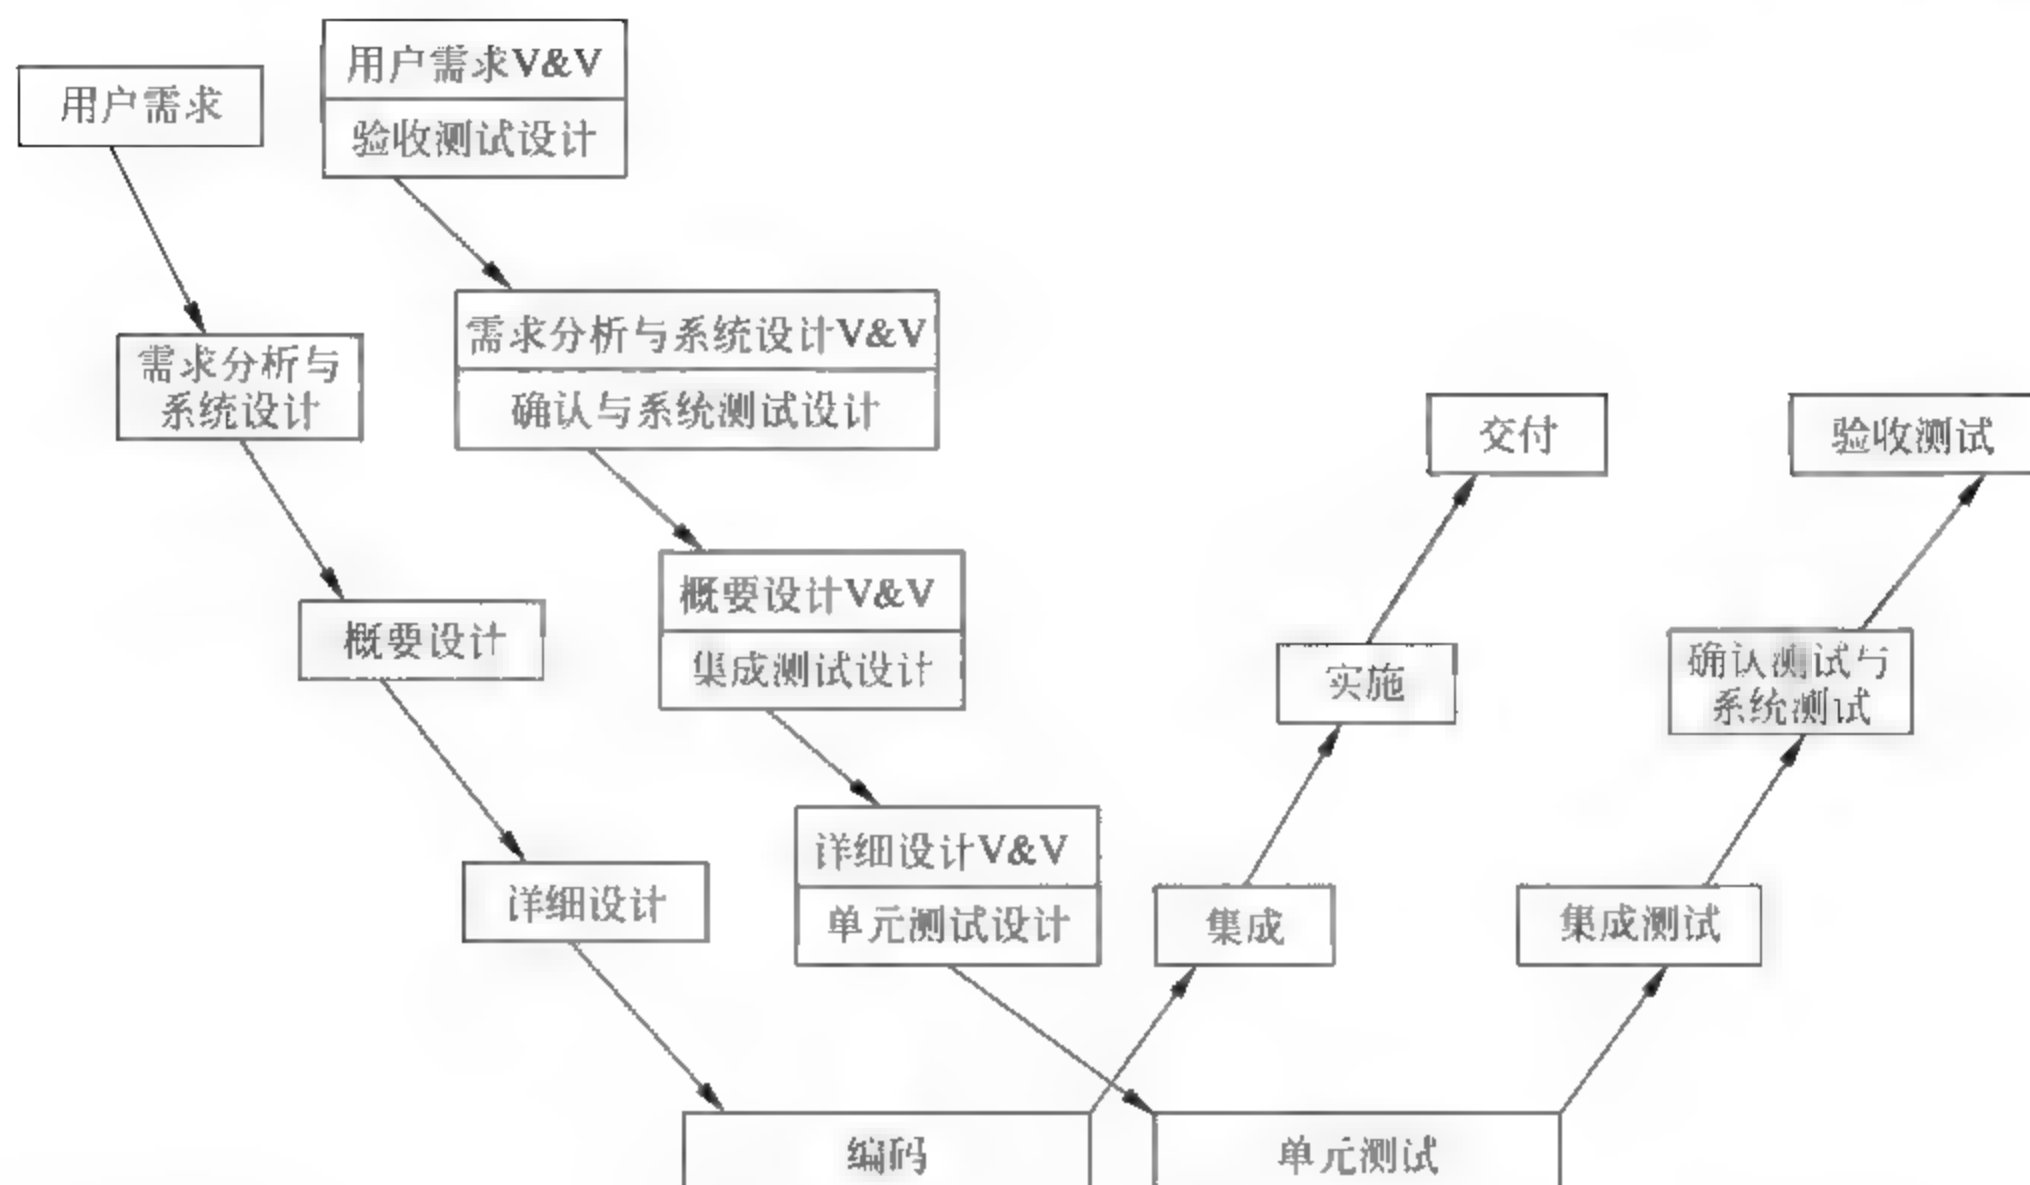 用户需求
用户需求V&V
验收测试设计
需求分析与
系统设计
需求分析与系统设计V&V
确认与系统测试设计
交付
验收测试
概要设计
概要设计V&V
集成测试设计
实施
确认测试与
系统测试
详细设计
详细设计V&V
单元测试设计
集成
集成测试
编码
单元测试